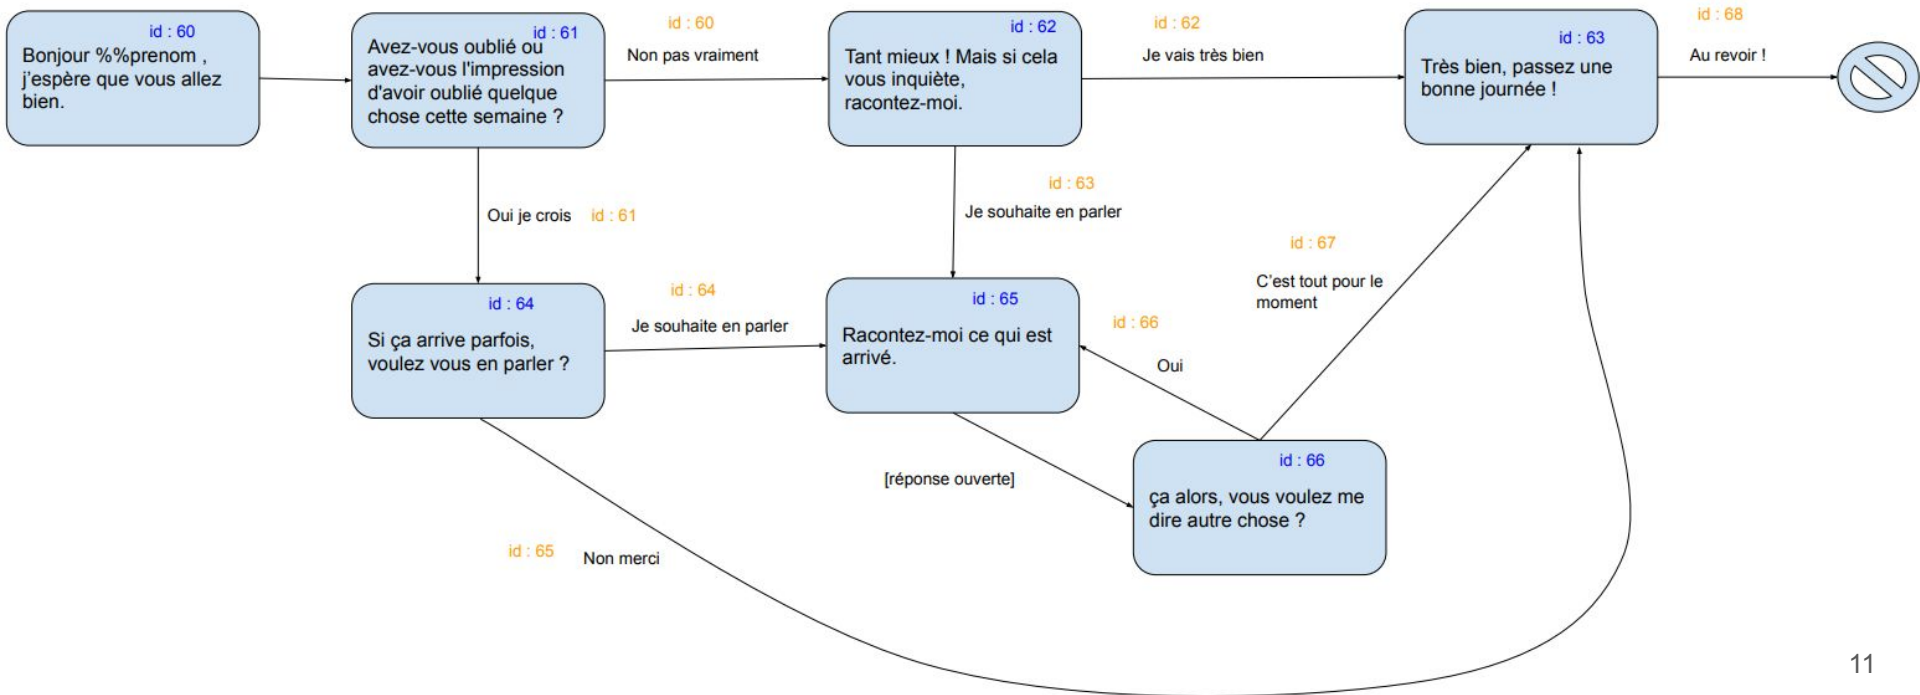 id : 60
Bonjour %%prenom ,
j'espère que vous allez
bien.
id : 61
Avez-vous oublié ou
avez-vous l'impression
d'avoir oublié quelque
chose cette semaine ?
id : 60
Non pas vraiment
id : 62
Tant mieux ! Mais si cela
vous inquiète,
racontez-moi.
id : 62
Je vais très bien
id : 63
Très bien, passez une
bonne journée !
id : 68
Au revoir !
Oui je crois
id : 61
id : 63
Je souhaite en parler
id : 67
C'est tout pour le
moment
id : 64
Si ça arrive parfois,
voulez vous en parler ?
id : 64
Je souhaite en parler
id : 65
Racontez-moi ce qui est
arrivé.
id : 66
Oui
[réponse ouverte]
id : 66
ça alors, vous voulez me
dire autre chose ?
id : 65
Non merci
11